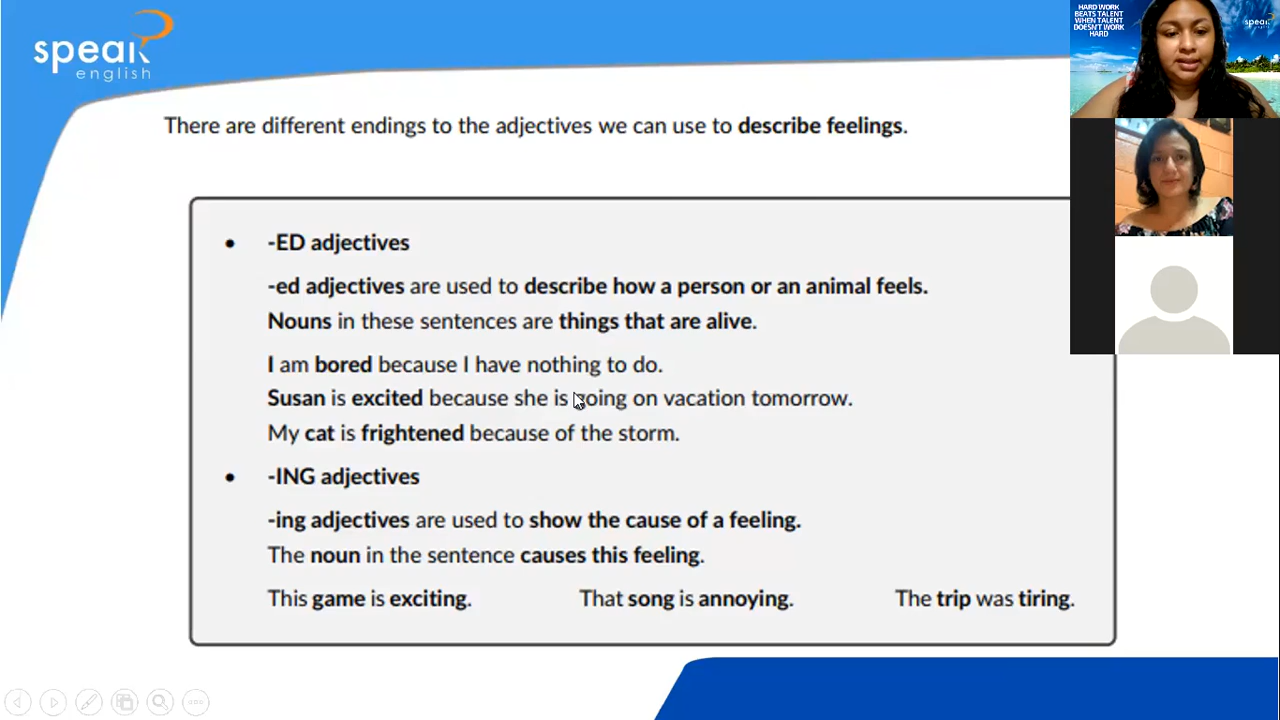 speak
english
There are different endings to the adjectives we can use to describe feelings.
• -ED adjectives
-ed adjectives are used to describe how a person or an animal feels.
Nouns in these sentences are things that are alive.
I am bored because I have nothing to do.
Susan is excited because she is going on vacation tomorrow.
My cat is frightened because of the storm.
• -ING adjectives
-ing adjectives are used to show the cause of a feeling.
The noun in the sentence causes this feeling.
This game is exciting. That song is annoying. The trip was tiring.
HARD WORK
BEATS TALENT
WHEN TALENT
DOESN'T WORK
HARD
speak